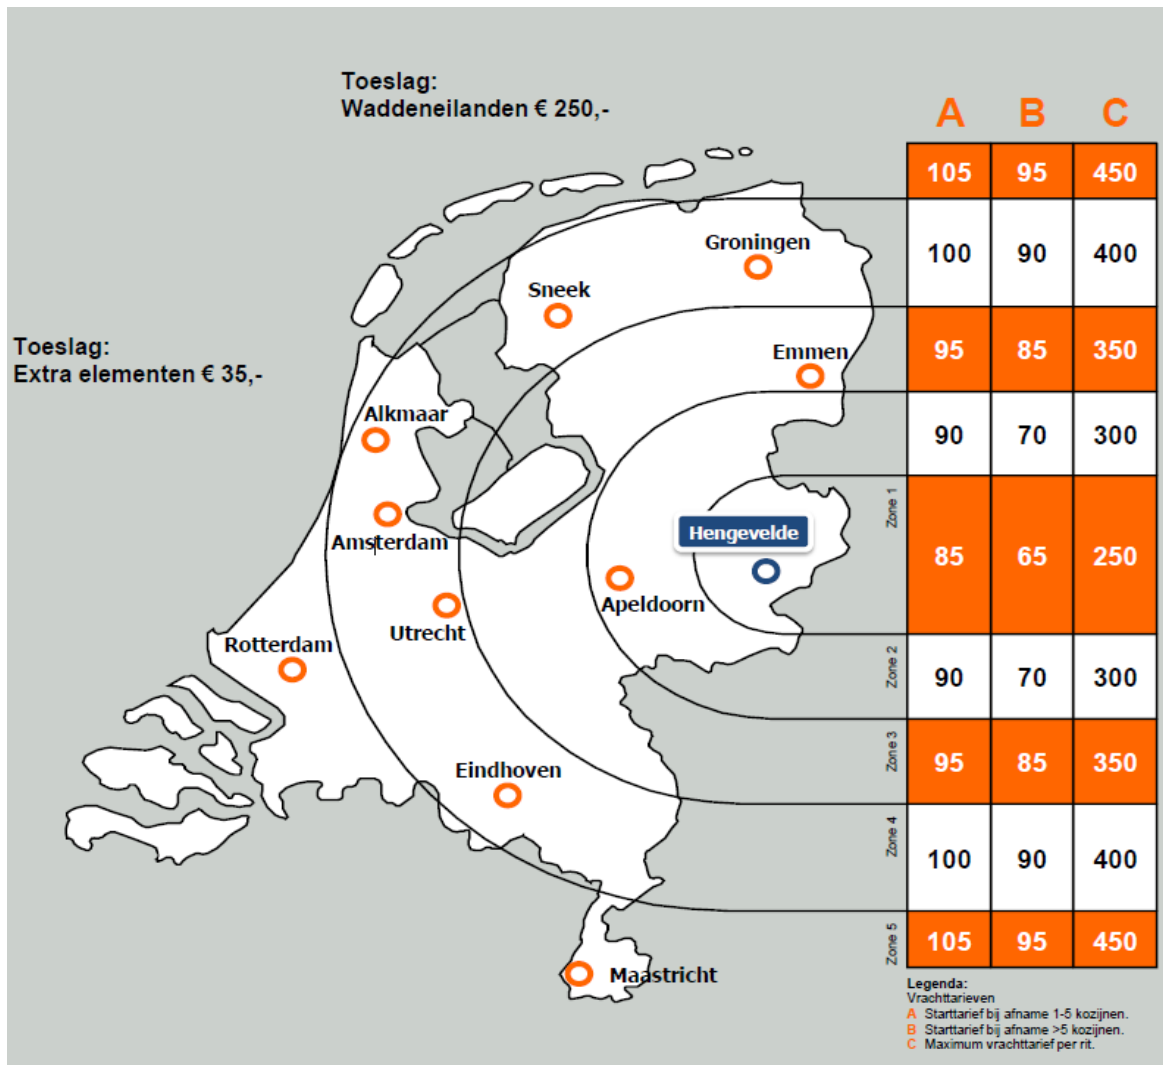 Toeslag:
Waddeneilanden € 250,-
A B C
105 95 450
100 90 400
Groningen
Sneek
Toeslag:
Extra elementen € 35,-
95 85 350
Emmen
Alkmaar
90 70 300
Zone 1
Hengevelde
Amsterdam
85 65 250
Apeldoorn
Utrecht
Rotterdam
Zone 2
90 70 300
Zone 3
95 85 350
Eindhoven
Zone 4
100 90 400
Zone 5
105 95 450
Maastricht
Legenda:
Vrachttarieven
A Starttarief bij afname 1-5 kozijnen.
B Starttarief bij afname >5 kozijnen.
C Maximum vrachttarief per rit.